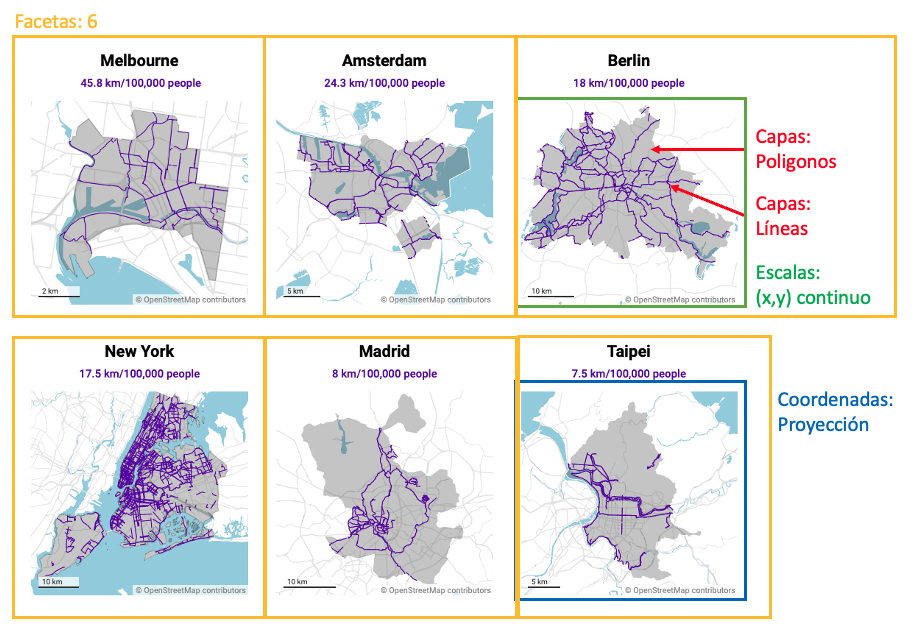 Facetas: 6
Melbourne
45.8 km/100,000 people
2 km
© OpenStreetMap contributors
Amsterdam
24.3 km/100,000 people
5 km
© OpenStreetMap contributors
Berlin
18 km/100,000 people
10 km
© OpenStreetMap contributors
Capas:
Poligonos
Capas:
Líneas
Escalas:
(x,y) continuo
New York
17.5 km/100,000 people
10 km
© OpenStreetMap contributors
Madrid
8 km/100,000 people
10 km
© OpenStreetMap contributors
Taipei
7.5 km/100,000 people
5 km
© OpenStreetMap contributors
Coordenadas:
Proyección